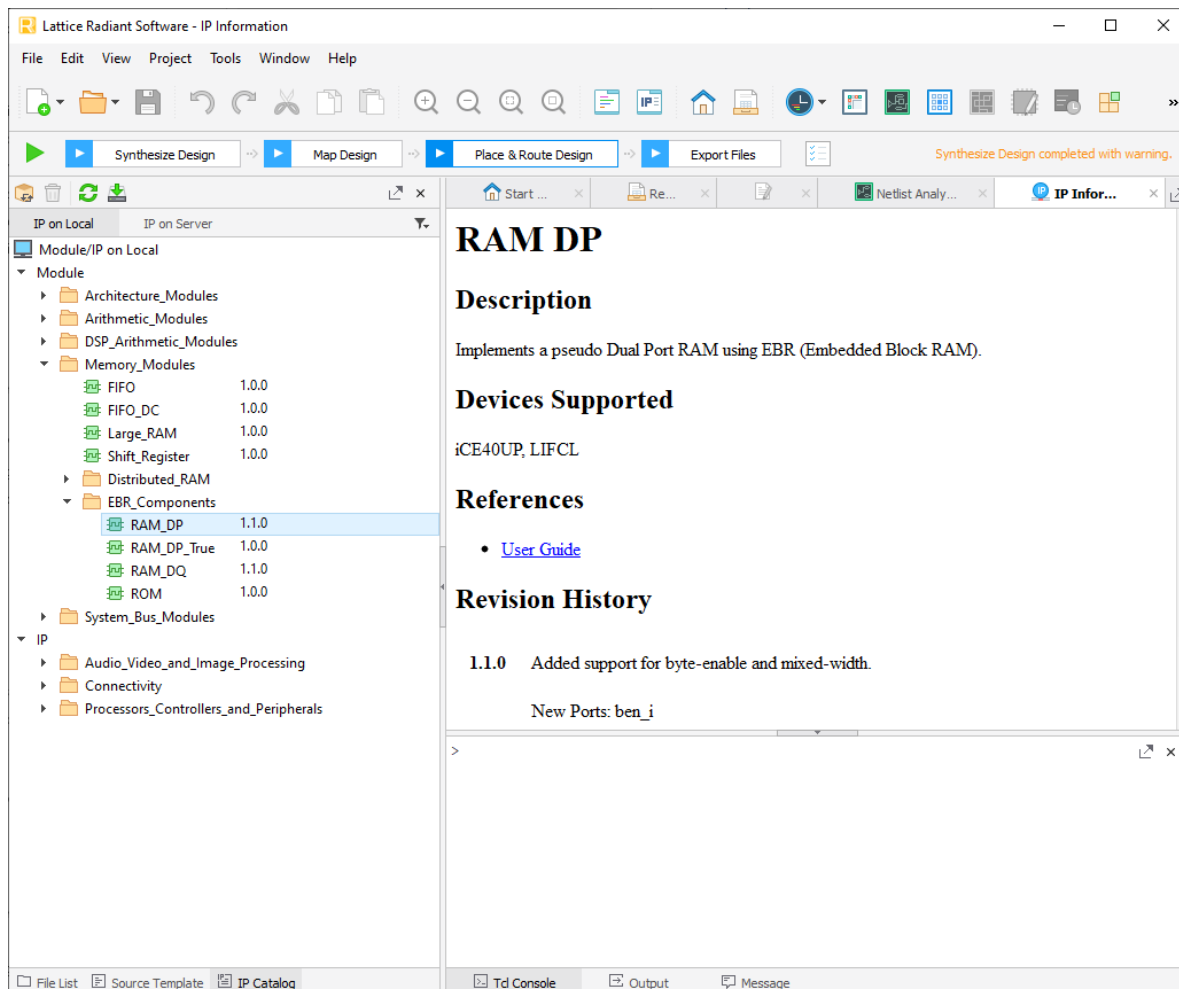 Lattice Radiant Software - IP Information
File Edit View Project Tools Window Help
IP
»
Synthesize Design Map Design Place & Route Design Export Files Synthesize Design completed with warning.
Start ... Re... Netlist Analy... IP IP Infor...
IP on Local IP on Server
Module/IP on Local
Module
Architecture_Modules
Arithmetic_Modules
DSP_Arithmetic_Modules
Memory_Modules
FIFO 1.0.0
FIFO_DC 1.0.0
Large_RAM 1.0.0
Shift_Register 1.0.0
Distributed_RAM
EBR_Components
RAM_DP 1.1.0
RAM_DP_True 1.0.0
RAM_DQ 1.1.0
ROM 1.0.0
System_Bus_Modules
IP
Audio_Video_and_Image_Processing
Connectivity
Processors_Controllers_and_Peripherals
RAM DP
Description
Implements a pseudo Dual Port RAM using EBR (Embedded Block RAM).
Devices Supported
iCE40UP, LIFCL
References
• User Guide
Revision History
1.1.0 Added support for byte-enable and mixed-width.
New Ports: ben_i
>
File List Source Template IP Catalog
Tcl Console Output Message